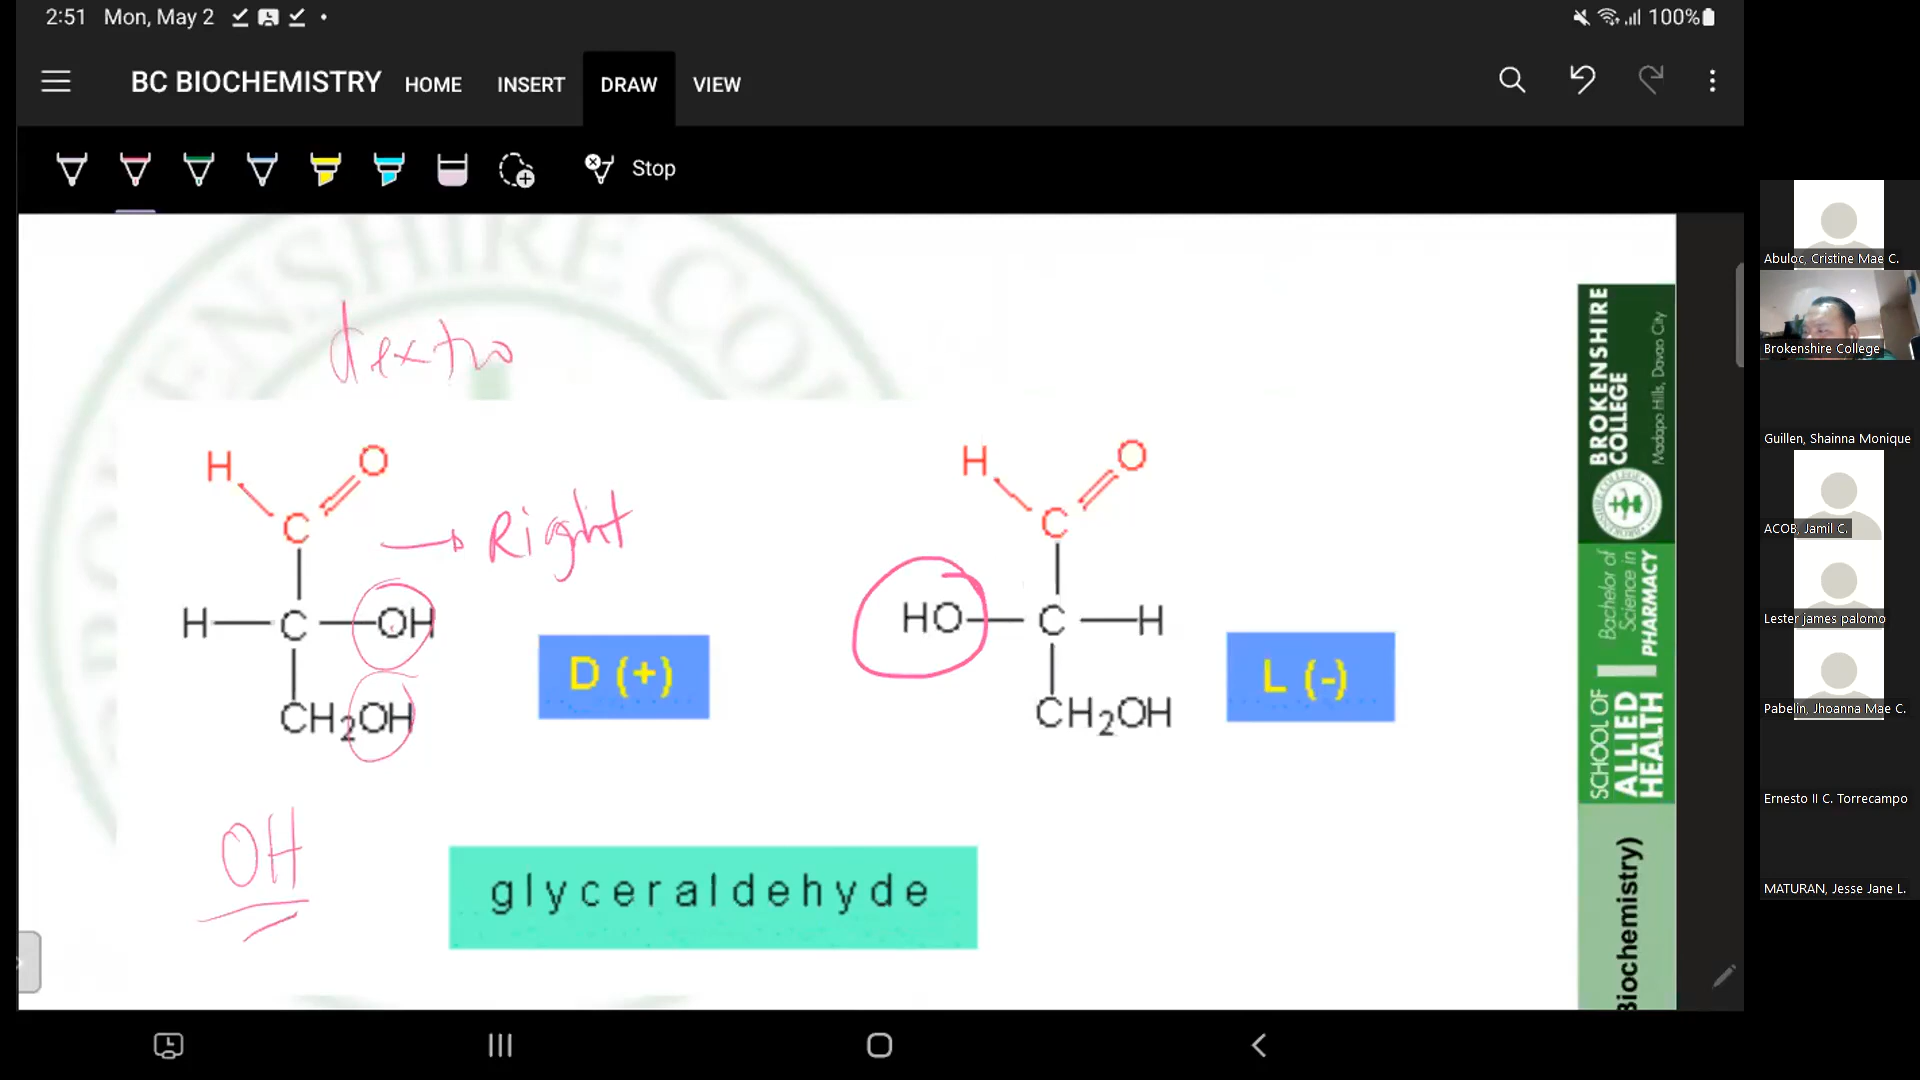 2:51 Mon, May 2
100%
BC BIOCHEMISTRY HOME INSERT DRAW VIEW
Stop
BROKENSHIRE CO
dextro
H O
C
→ Right
H C OH
CH2OH
D (+)
H O
C
HO C H
CH2OH
L (-)
OH
glyceraldehyde
BROKENSHIRE
COLLEGE
Madapo Hills, Davao City
Bachelor of
Science in
PHARMACY
SCHOOL OF
ALLIED
HEALTH
Biochemistry)
Abuloc, Cristine Mae C.
Brokenshire College
Guillen, Shainna Monique
ACOB, Jamil C.
Lester james palomo
Pabelin, Jhoanna Mae C.
Ernesto II C. Torrecampo
MATURAN, Jesse Jane L.